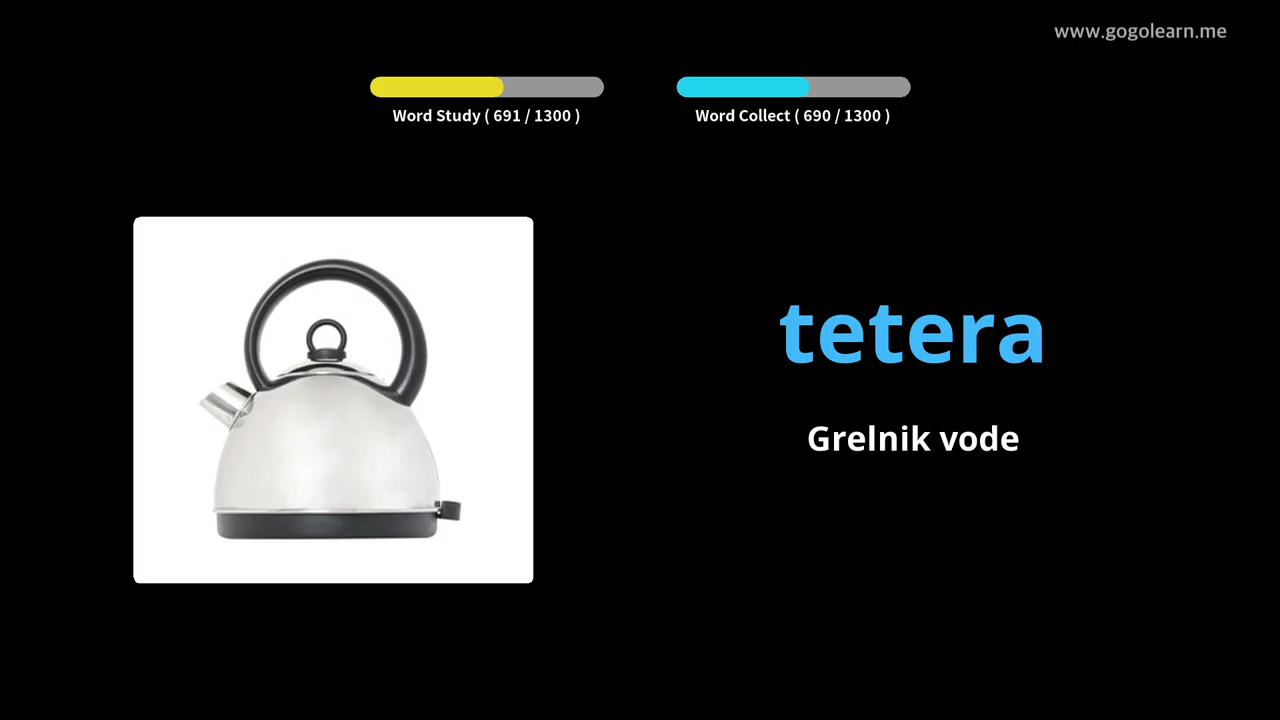 www.gogolearn.me
Word Study ( 691 / 1300 )
Word Collect ( 690 / 1300 )
tetera
Grelnik vode